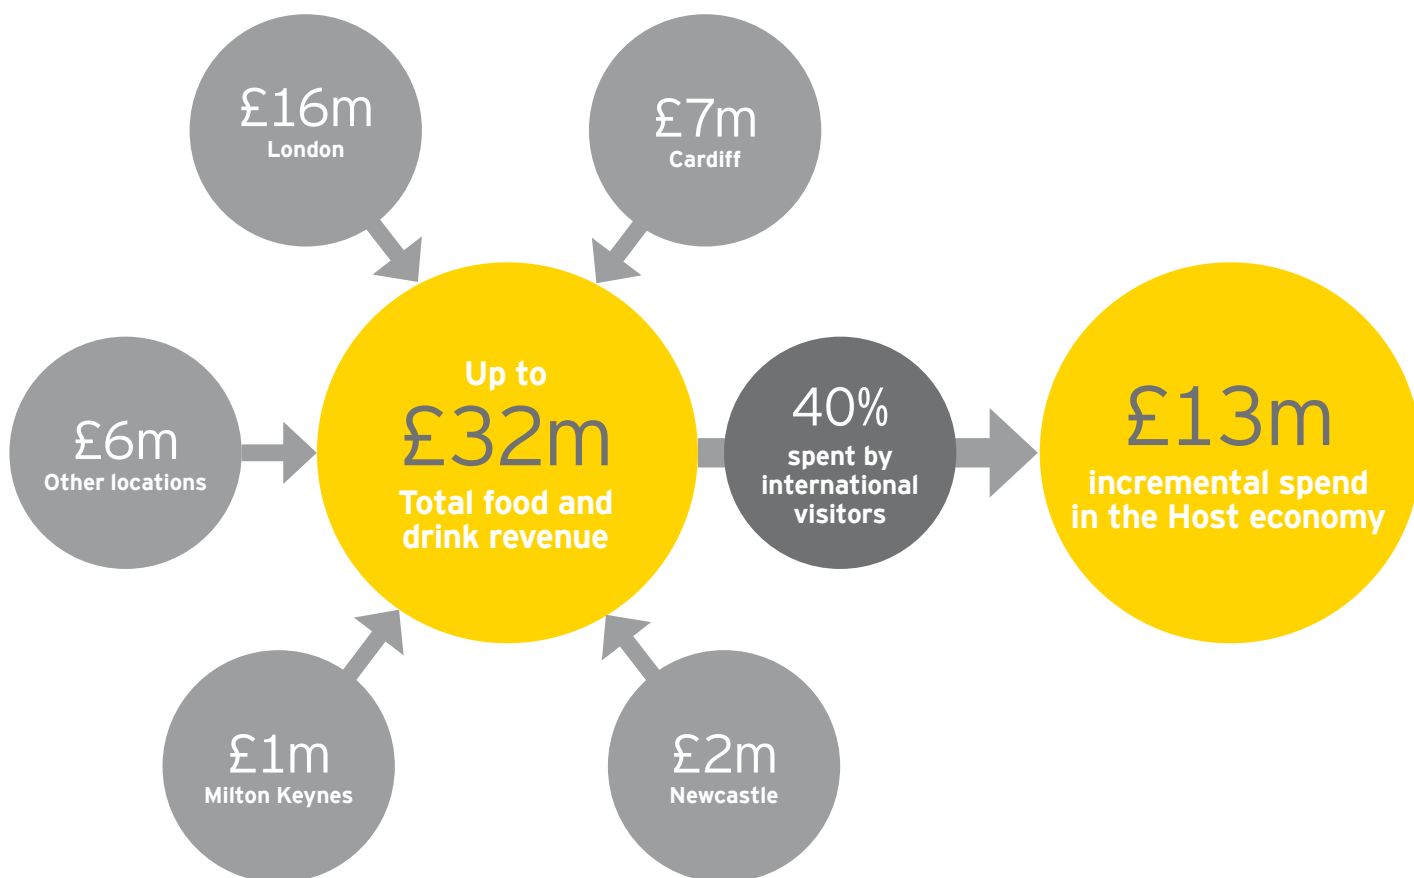 £16m
London
£7m
Cardiff
£6m
Other locations
Up to
£32m
Total food and
drink revenue
40%
spent by
international
visitors
£13m
incremental spend
in the Host economy
£1m
Milton Keynes
£2m
Newcastle